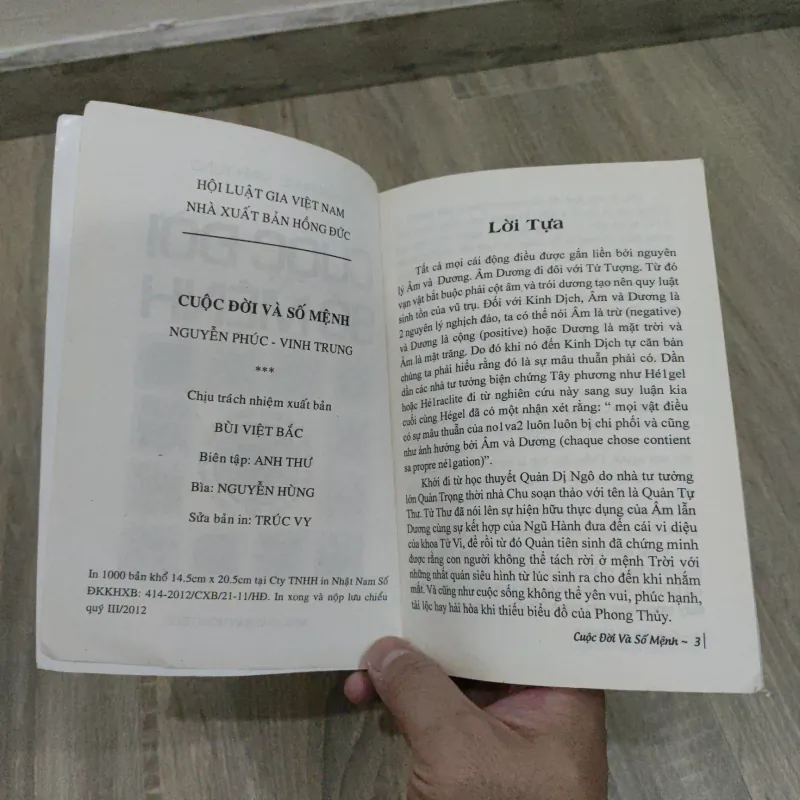 HỘI LUẬT GIA VIỆT NAM
NHÀ XUẤT BẢN HỒNG ĐỨC
CUỘC ĐỜI VÀ SỐ MỆNH
NGUYỄN PHÚC - VINH TRUNG
***
Chịu trách nhiệm xuất bản
BÙI VIỆT BẮC
Biên tập: ANH THƯ
Bìa: NGUYỄN HÙNG
Sửa bản in: TRÚC VY
In 1000 bản khổ 14.5cm x 20.5cm tại Cty TNHH in Nhật Nam Số
ĐKKHXB: 414-2012/CXB/21-11/HĐ. In xong và nộp lưu chiểu
quý III/2012
Lời Tựa
Tất cả mọi cái động điều được gắn liền bởi nguyên
lý Âm và Dương. Âm Dương đi đôi với Tứ Tượng. Từ đó
vạn vật bắt buộc phải cột âm và trói dương tạo nên quy luật
sinh tồn của vũ trụ. Đối với Kinh Dịch, Âm và Dương là
2 nguyên lý nghịch đảo, ta có thể nói Âm là trừ (negative)
và Dương là cộng (positive) hoặc Dương là mặt trời và
Âm là mặt trăng. Do đó khi nó đến Kinh Dịch tự căn bản
chúng ta phải hiểu rằng đó là sự mâu thuẫn phải có. Dần
dần các nhà tư tưởng biện chứng Tây phương như Hé1gel
hoặc Hé1raclite đi từ nghiên cứu này sang suy luận kia
cuối cùng Hégel đã có một nhận xét rằng: “ mọi vật điều
có sự mâu thuẫn của no1va2 luôn luôn bị chi phối và cũng
như ảnh hưởng bởi Âm và Dương (chaque chose contient
sa propre né1gation)”.
Khởi đi từ học thuyết Quản Dị Ngô do nhà tư tưởng
lớn Quản Trọng thời nhà Chu soạn thảo với tên là Quản Tự
Thư. Tứ Thư đã nói lên sự hiện hữu thực dụng của Âm lẫn
Dương cùng sự kết hợp của Ngũ Hành đưa đến cái vi diệu
của khoa Tử Vi, để rồi từ đó Quản tiên sinh đã chứng minh
được rằng con người không thể tách rời ở mệnh Trời với
những nhất quán siêu hình từ lúc sinh ra cho đến khi nhắm
mắt. Và cũng như cuộc sống không thể yên vui, phúc hạnh,
tài lộc hay hài hòa khi thiếu biểu đồ của Phong Thủy.
Cuộc Đời Và Số Mệnh ~ 3